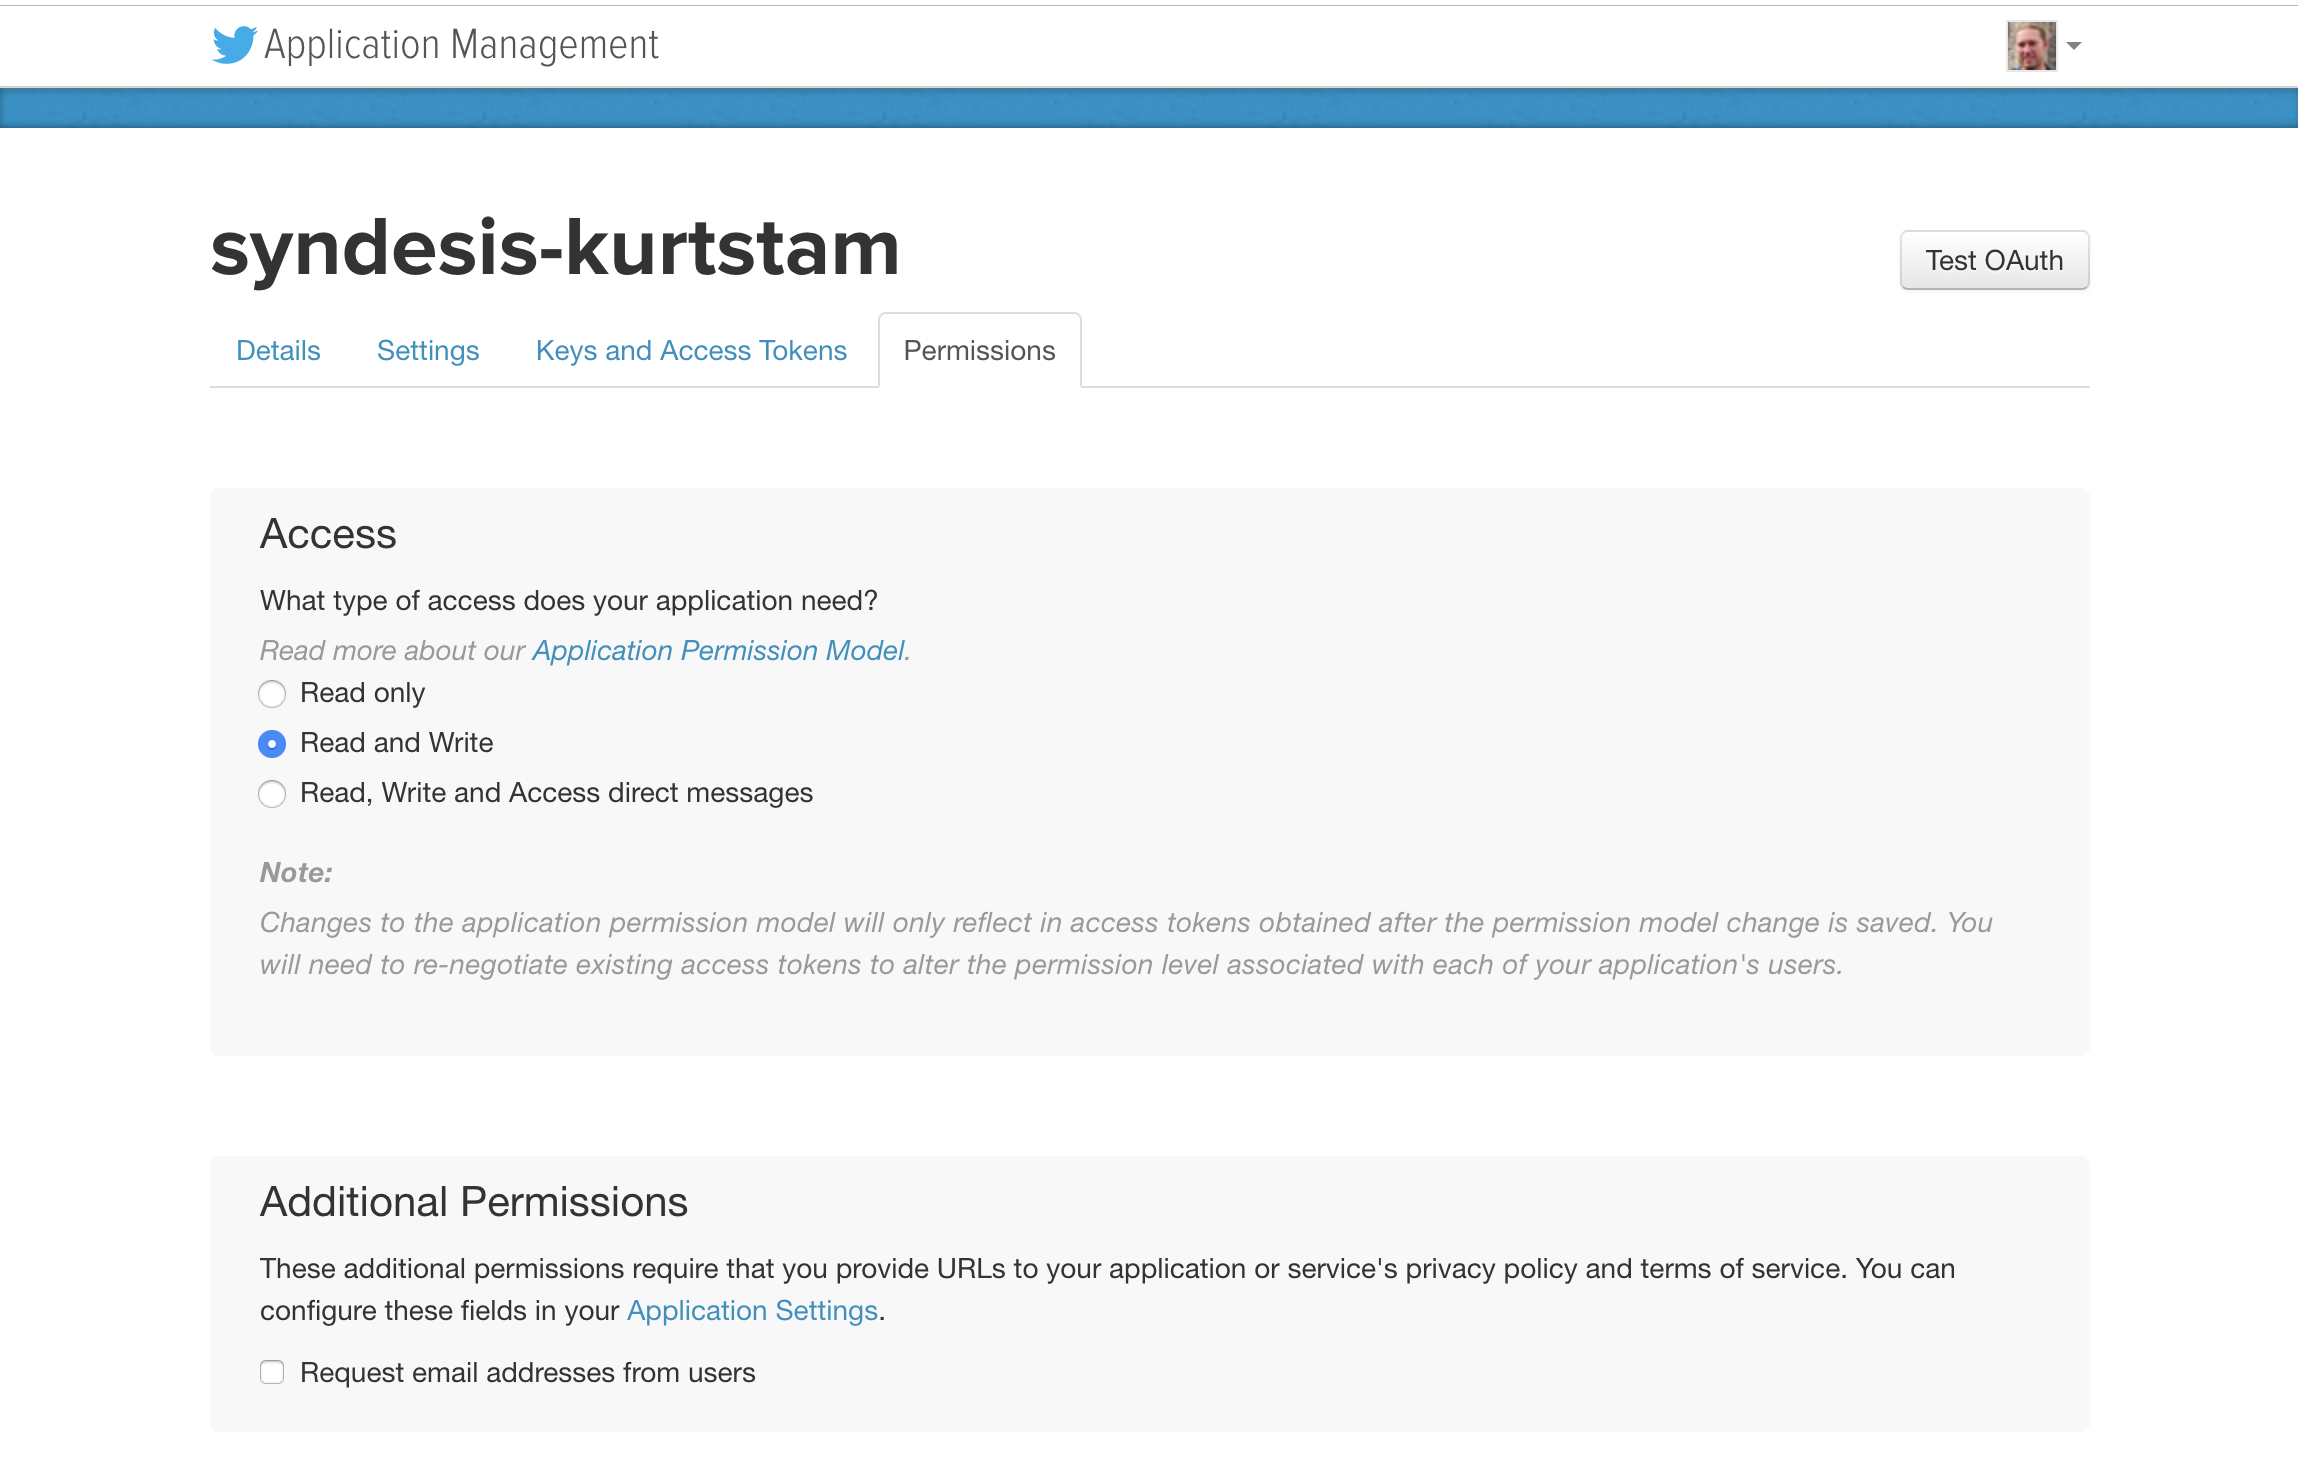 Application Management
syndesis-kurtstam
Test OAuth
Details Settings Keys and Access Tokens Permissions
Access
What type of access does your application need?
Read more about our Application Permission Model.
Read only
Read and Write
Read, Write and Access direct messages
Note:
Changes to the application permission model will only reflect in access tokens obtained after the permission model change is saved. You
will need to re-negotiate existing access tokens to alter the permission level associated with each of your application's users.
Additional Permissions
These additional permissions require that you provide URLs to your application or service's privacy policy and terms of service. You can
configure these fields in your Application Settings.
Request email addresses from users